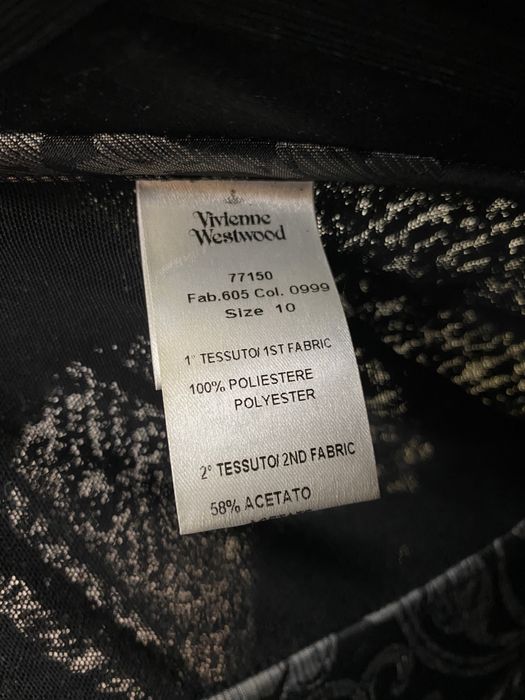 Vivienne
Westwood
77150
Fab.605 Col. 0999
Size 10
1° TESSUTO/ 1ST FABRIC
100% POLIESTERE
POLYESTER
2° TESSUTO/ 2ND FABRIC
58% ACETATO